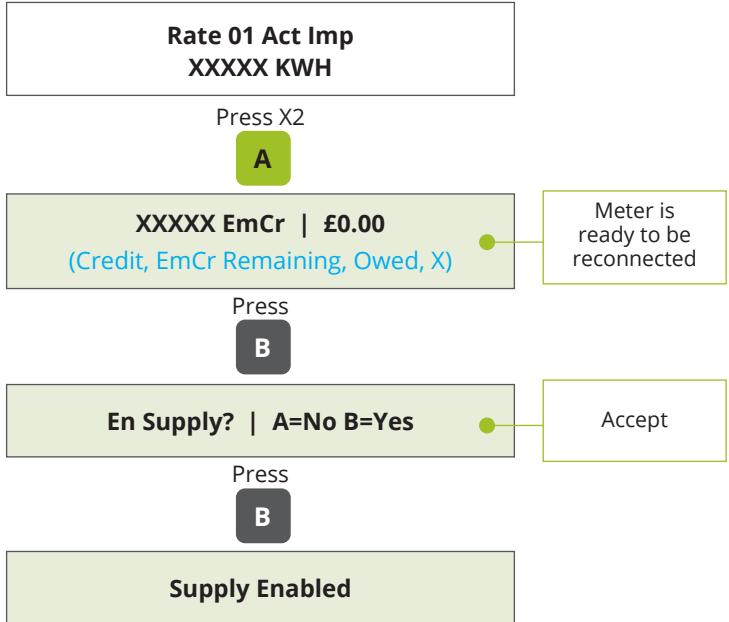 Rate 01 Act Imp
XXXXX KWH
Press X2
A
XXXXX EmCr | £0.00
(Credit, EmCr Remaining, Owed, X)
Meter is
ready to be
reconnected
Press
B
En Supply? | A=No B=Yes
Accept
Press
B
Supply Enabled